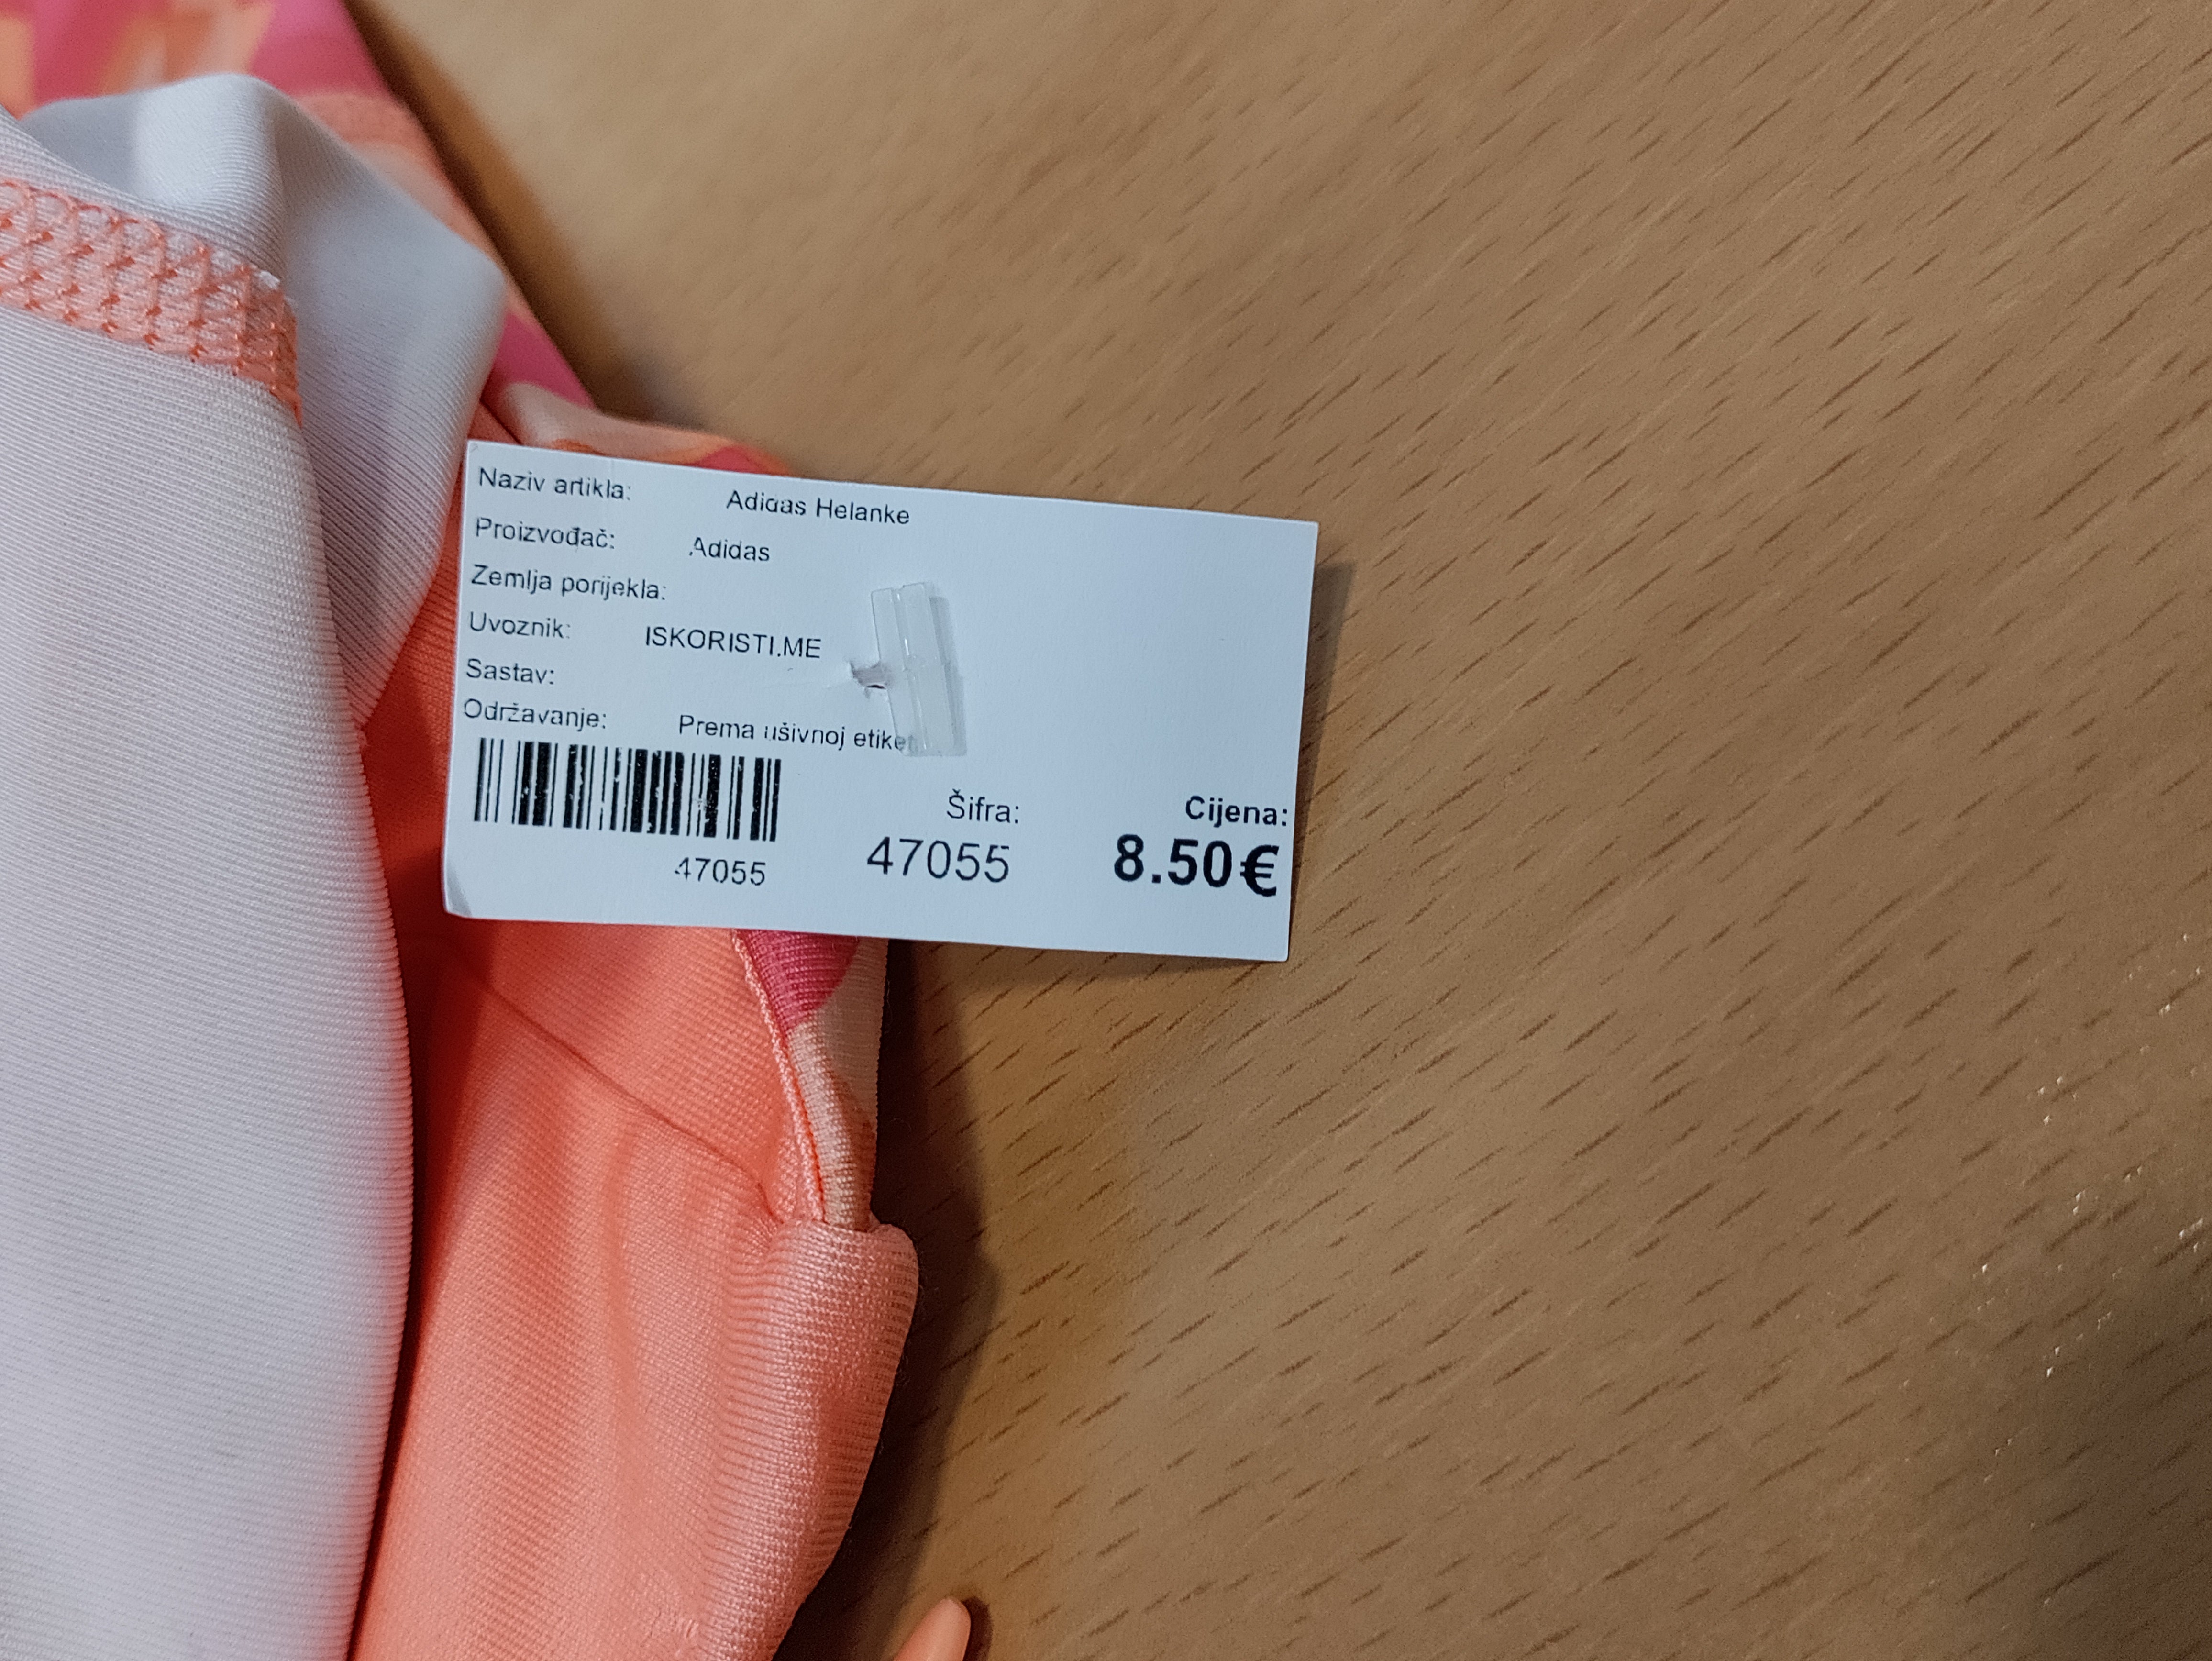 Naziv artikla: Adidas Helanke
Proizvođač: Adidas
Zemlja porijekla:
Uvoznik: ISKORISTI.ME
Sastav:
Održavanje: Prema ušivnoj
Šifra: Cijena:
47055 47055 8.50€